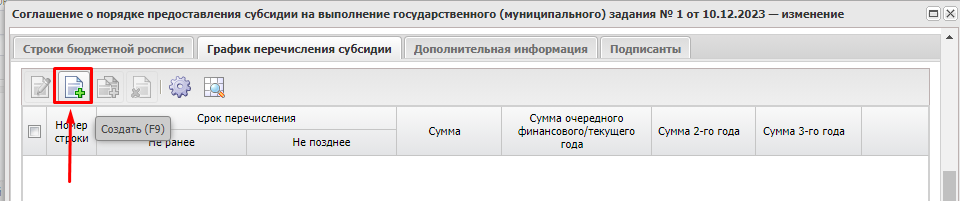 Соглашение о порядке предоставления субсидии на выполнение государственного (муниципального) задания № 1 от 10.12.2023 — изменение
Строки бюджетной росписи График перечисления субсидии Дополнительная информация Подписанты
Создать (F9)
Номер
строки
Срок перечисления
Не ранее Не позднее
Сумма
Сумма очередного
финансового/текущего
года
Сумма 2-го года
Сумма 3-го года